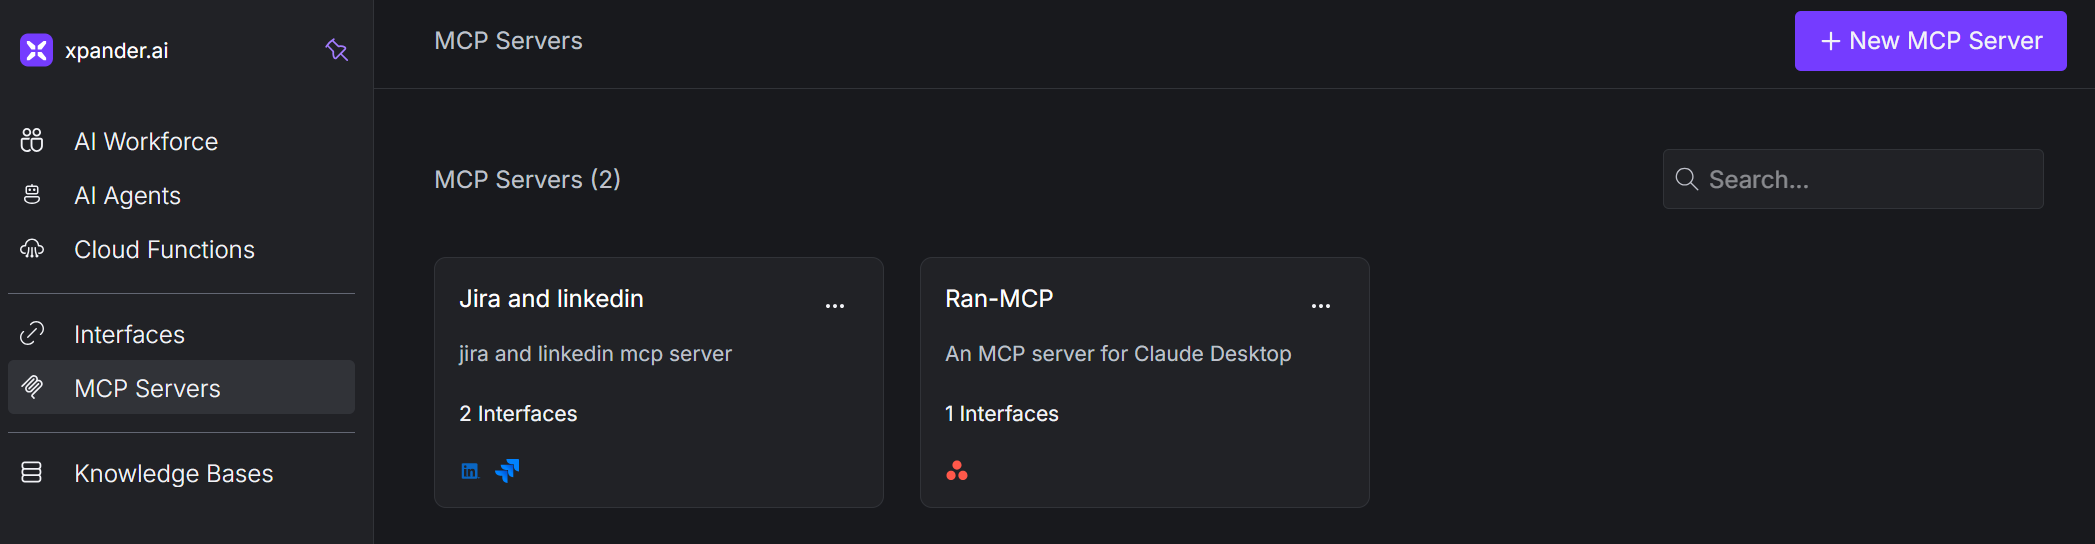 xpander.ai
AI Workforce
AI Agents
Cloud Functions
Interfaces
MCP Servers
Knowledge Bases
MCP Servers
+ New MCP Server
MCP Servers (2)
Search...
Jira and linkedin
...
jira and linkedin mcp server
2 Interfaces
in
Ran-MCP
...
An MCP server for Claude Desktop
1 Interfaces